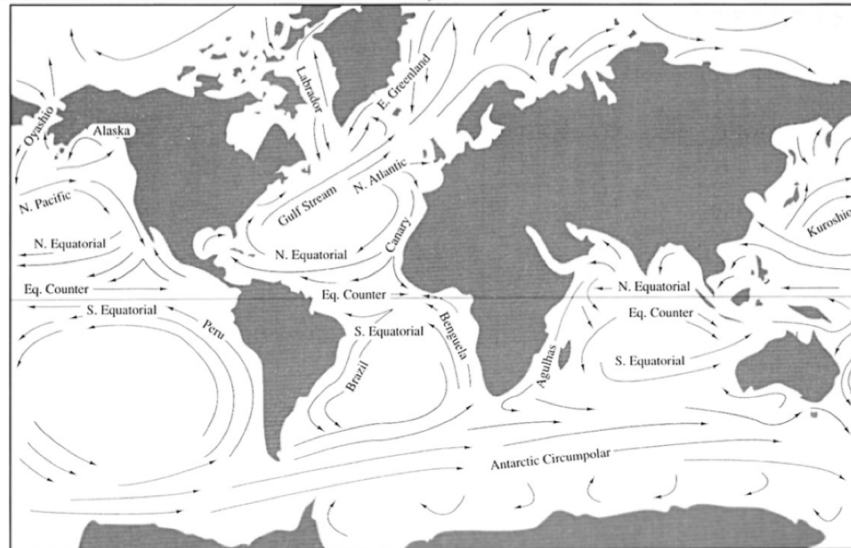 Labrador
E. Greenland
Oyashio
Alaska
N. Pacific
Gulf Stream
N. Atlantic
Kuroshio
N. Equatorial
N. Equatorial
Canary
Eq. Counter
Eq. Counter
N. Equatorial
S. Equatorial
Peru
S. Equatorial
Benguela
Eq. Counter
Brazil
Agulhas
S. Equatorial
Antarctic Circumpolar